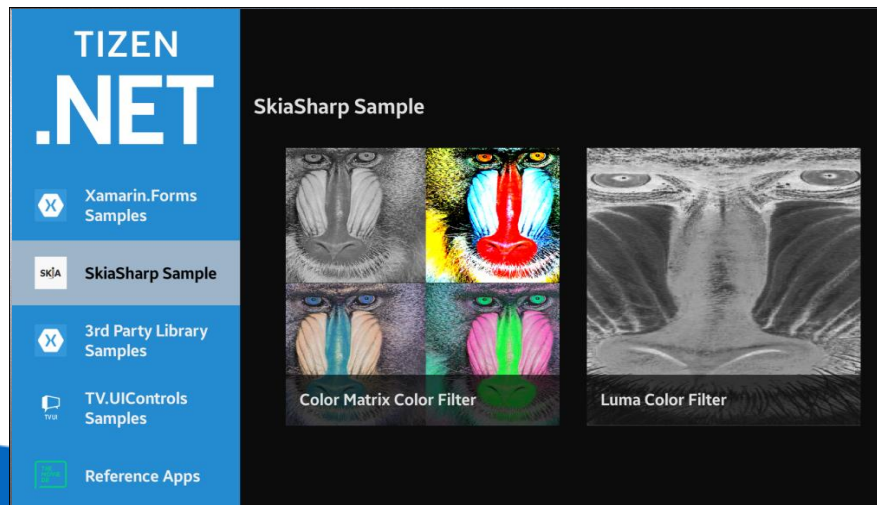 TIZEN
.NET
Xamarin.Forms
Samples
SKIA
SkiaSharp Sample
3rd Party Library
Samples
TV UI
TV.UIControls
Samples
Reference Apps
SkiaSharp Sample
Color Matrix Color Filter
Luma Color Filter